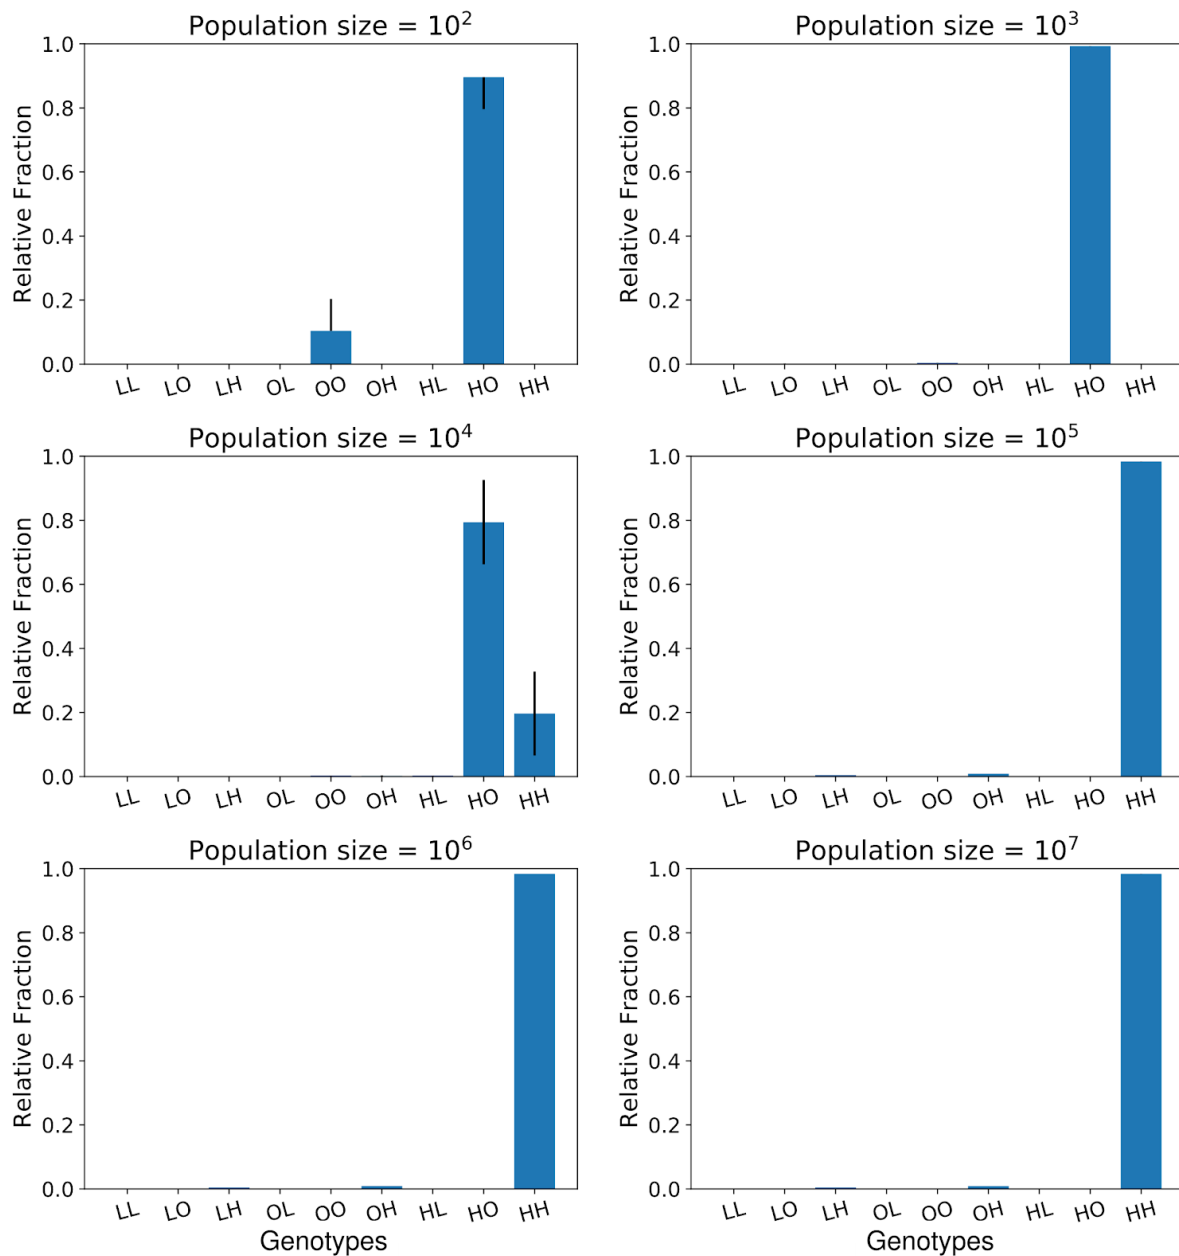 Population size = 10²
Relative Fraction
1.0
0.8
0.6
0.4
0.2
0.0
LL LO LH OL OO OH HL HO HH
Population size = 10³
Relative Fraction
1.0
0.8
0.6
0.4
0.2
0.0
LL LO LH OL OO OH HL HO HH
Population size = 10⁴
Relative Fraction
1.0
0.8
0.6
0.4
0.2
0.0
LL LO LH OL OO OH HL HO HH
Population size = 10⁵
Relative Fraction
1.0
0.8
0.6
0.4
0.2
0.0
LL LO LH OL OO OH HL HO HH
Population size = 10⁶
Relative Fraction
1.0
0.8
0.6
0.4
0.2
0.0
LL LO LH OL OO OH HL HO HH
Genotypes
Population size = 10⁷
Relative Fraction
1.0
0.8
0.6
0.4
0.2
0.0
LL LO LH OL OO OH HL HO HH
Genotypes